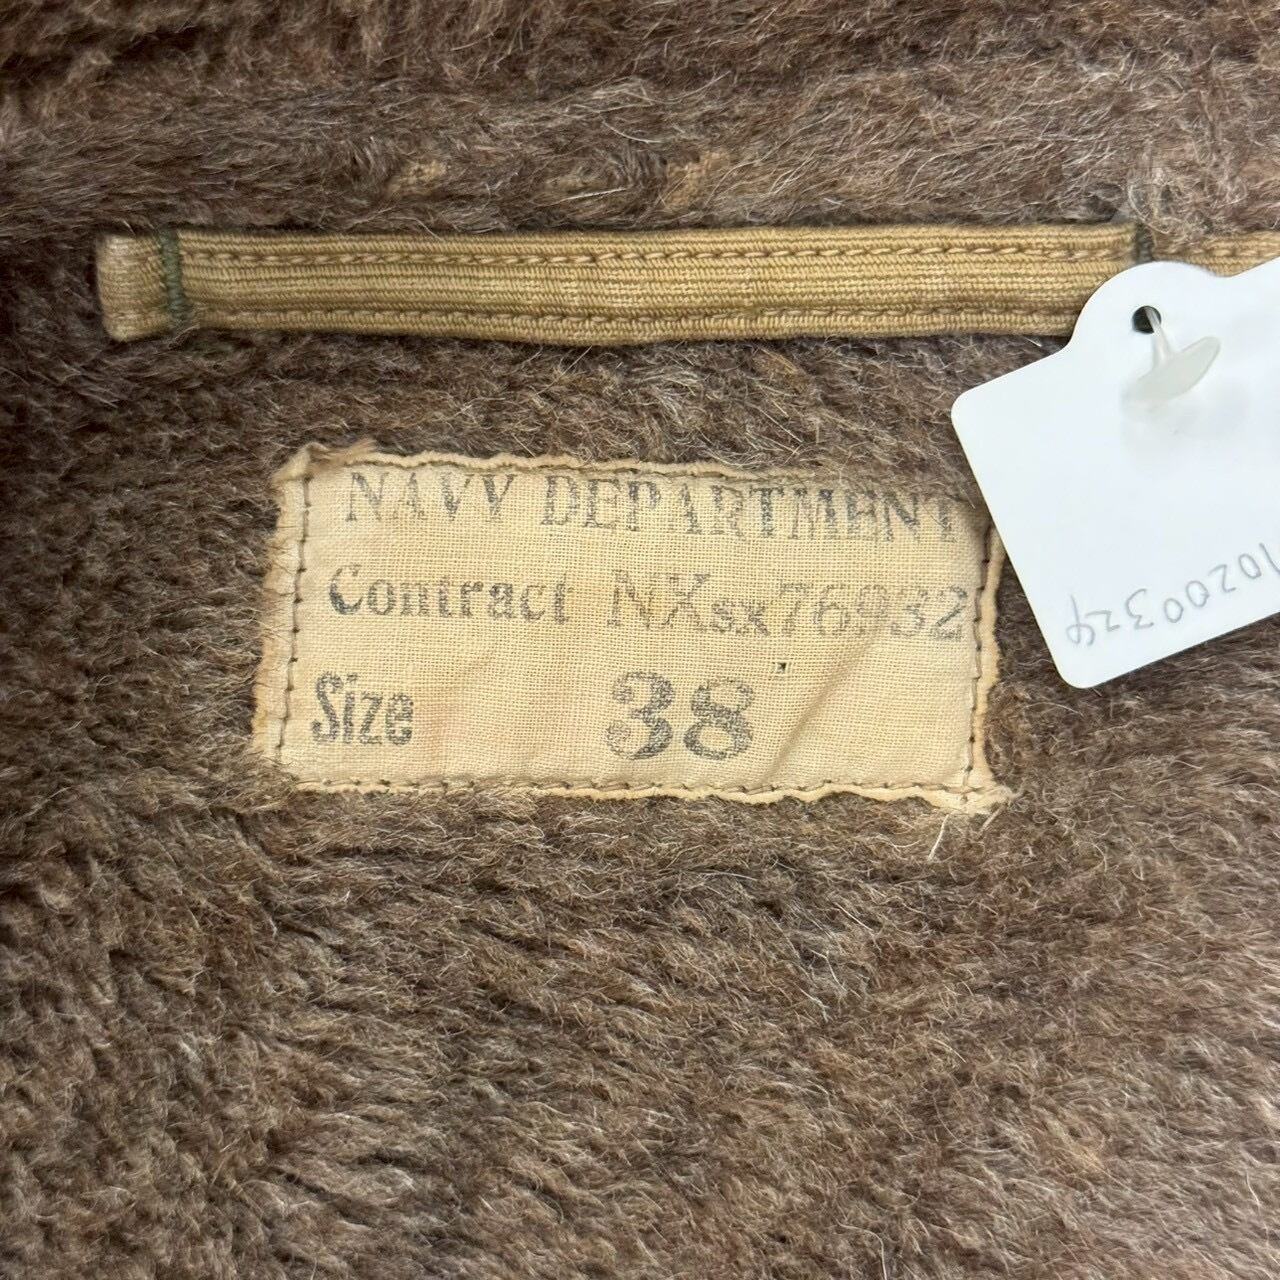 NAVY DEPARTMENT
Contract NXsx76932
Size 38